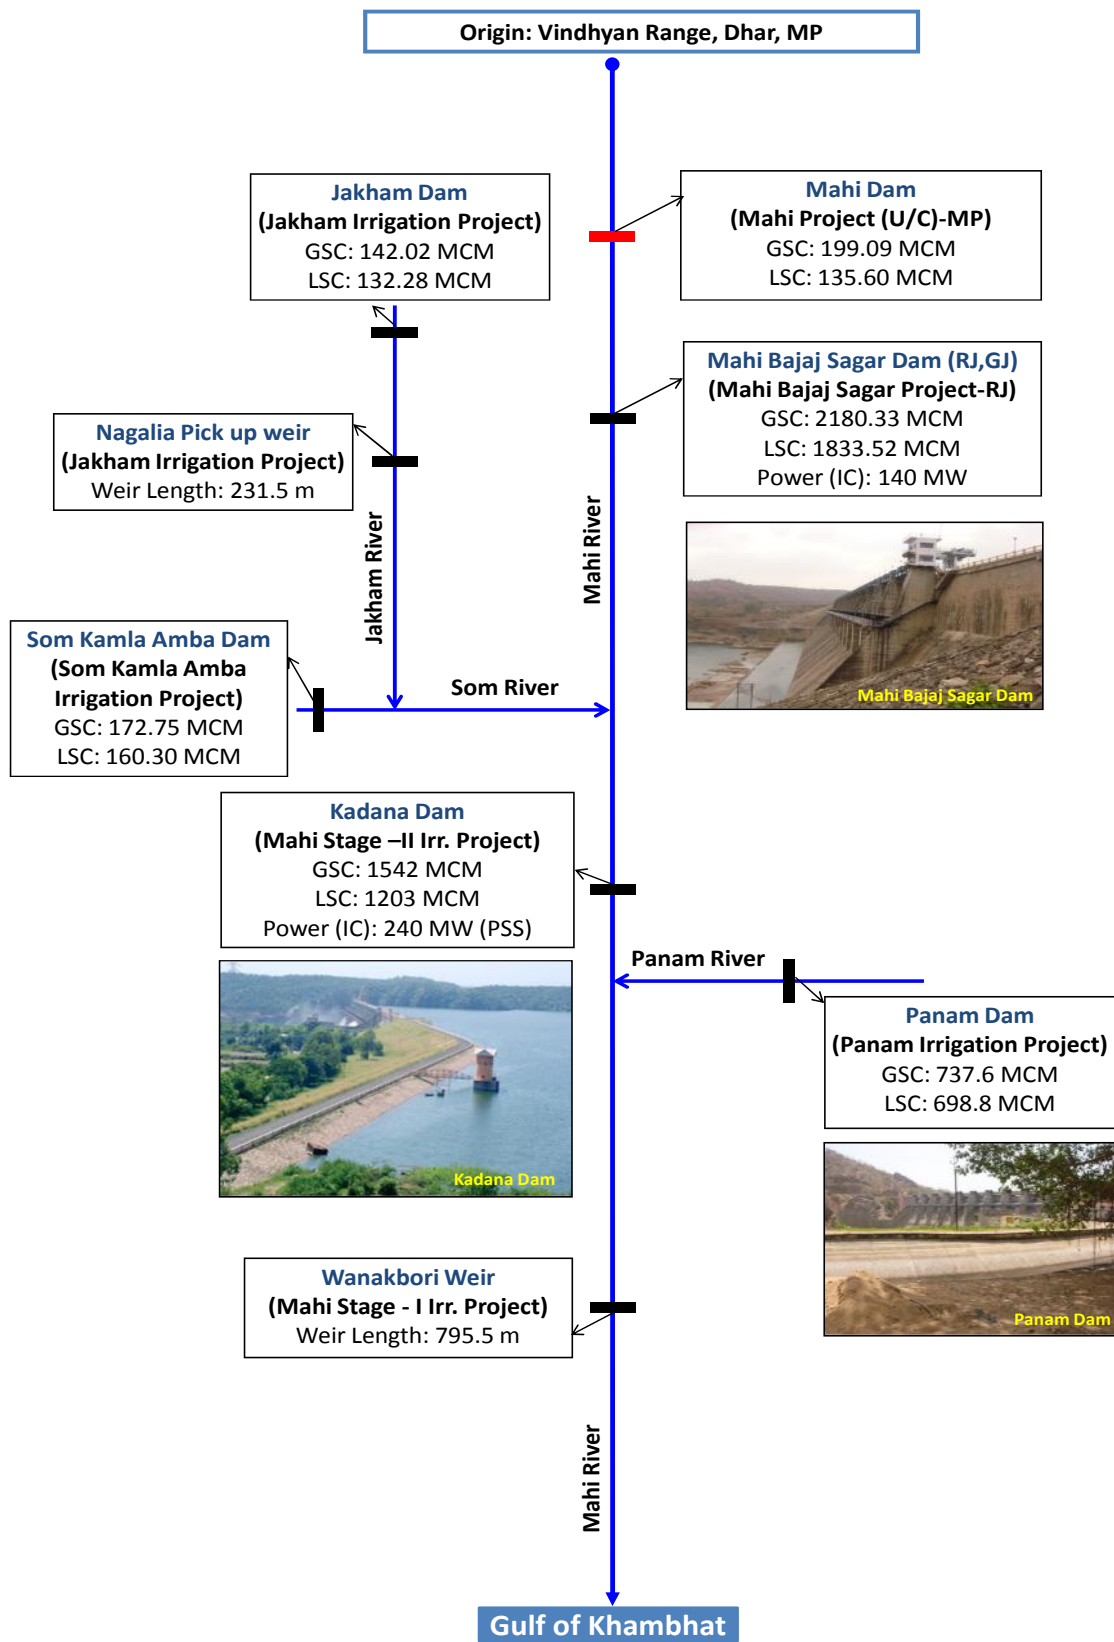 Origin: Vindhyan Range, Dhar, MP
Jakham Dam
(Jakham Irrigation Project)
GSC: 142.02 MCM
LSC: 132.28 MCM
Mahi Dam
(Mahi Project (U/C)-MP)
GSC: 199.09 MCM
LSC: 135.60 MCM
Mahi Bajaj Sagar Dam (RJ,GJ)
(Mahi Bajaj Sagar Project-RJ)
GSC: 2180.33 MCM
LSC: 1833.52 MCM
Power (IC): 140 MW
Nagalia Pick up weir
(Jakham Irrigation Project)
Weir Length: 231.5 m
Jakham River
Mahi River
Mahi Bajaj Sagar Dam
Som Kamla Amba Dam
(Som Kamla Amba
Irrigation Project)
GSC: 172.75 MCM
LSC: 160.30 MCM
Som River
Kadana Dam
(Mahi Stage –II Irr. Project)
GSC: 1542 MCM
LSC: 1203 MCM
Power (IC): 240 MW (PSS)
Panam River
Kadana Dam
Panam Dam
(Panam Irrigation Project)
GSC: 737.6 MCM
LSC: 698.8 MCM
Panam Dam
Wanakbori Weir
(Mahi Stage - I Irr. Project)
Weir Length: 795.5 m
Mahi River
Gulf of Khambhat